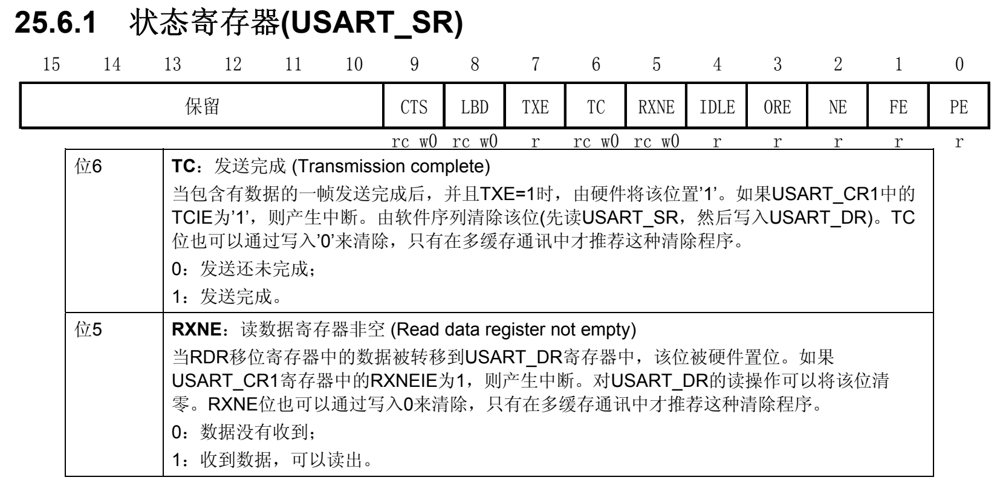 25.6.1 状态寄存器(USART_SR)
15 14 13 12 11 10 9 8 7 6 5 4 3 2 1 0
保留 CTS LBD TXE TC RXNE IDLE ORE NE FE PE
rc w0 rc w0 r rc w0 rc w0 r r r r r
位6 TC：发送完成 (Transmission complete)
当包含有数据的一帧发送完成后，并且TXE=1时，由硬件将该位置'1'。如果USART_CR1中的
TCIE为'1'，则产生中断。由软件序列清除该位(先读USART_SR，然后写入USART_DR)。TC
位也可以通过写入'0'来清除，只有在多缓存通讯中才推荐这种清除程序。
0：发送还未完成；
1：发送完成。
位5 RXNE：读数据寄存器非空 (Read data register not empty)
当RDR移位寄存器中的数据被转移到USART_DR寄存器中，该位被硬件置位。如果
USART_CR1寄存器中的RXNEIE为1，则产生中断。对USART_DR的读操作可以将该位清
零。RXNE位也可以通过写入0来清除，只有在多缓存通讯中才推荐这种清除程序。
0：数据没有收到；
1：收到数据，可以读出。